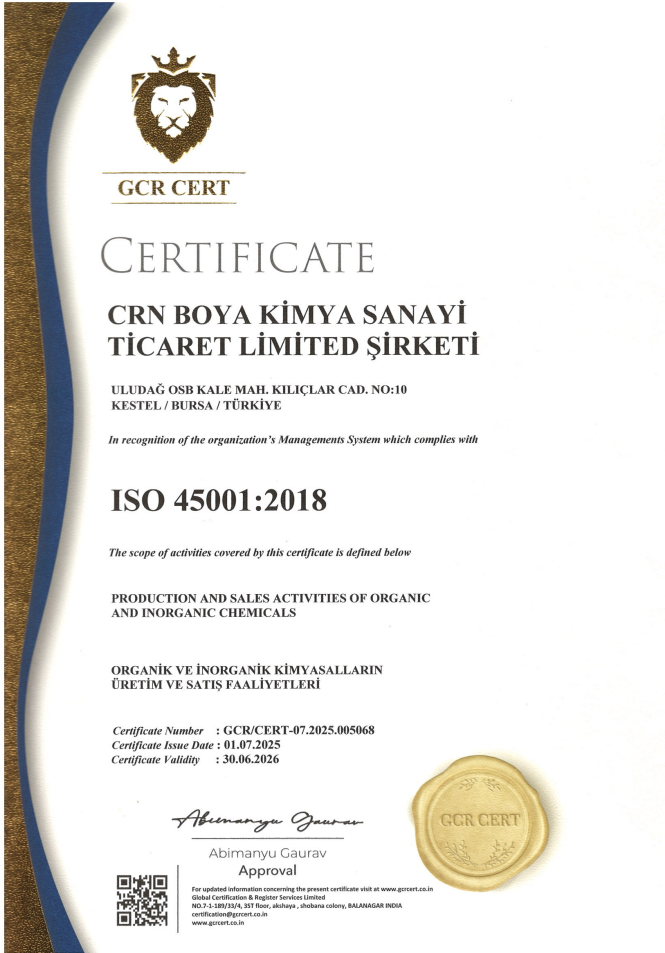 GCR CERT
CERTIFICATE
CRN BOYA KİMYA SANAYİ
TİCARET LİMİTED ŞİRKETİ
ULUDAĞ OSB KALE MAH. KILIÇLAR CAD. NO:10
KESTEL / BURSA / TÜRKİYE
In recognition of the organization's Managements System which complies with
ISO 45001:2018
The scope of activities covered by this certificate is defined below
PRODUCTION AND SALES ACTIVITIES OF ORGANIC
AND INORGANIC CHEMICALS
ORGANİK VE İNORGANİK KİMYASALLARIN
ÜRETİM VE SATIŞ FAALİYETLERİ
Certificate Number : GCR/CERT-07.2025.005068
Certificate Issue Date : 01.07.2025
Certificate Validity : 30.06.2026
GCR CERT
Abimanyu Gaurav
Abimanyu Gaurav
Approval
For updated information concerning the present certificate visit at www.gcrcert.co.in
Global Certification & Register Services Limited
NO.7-1-189/33/4, 3ST floor, akshaya , shobana colony, BALANAGAR INDIA
certification@gcrcert.co.in
www.gcrcert.co.in